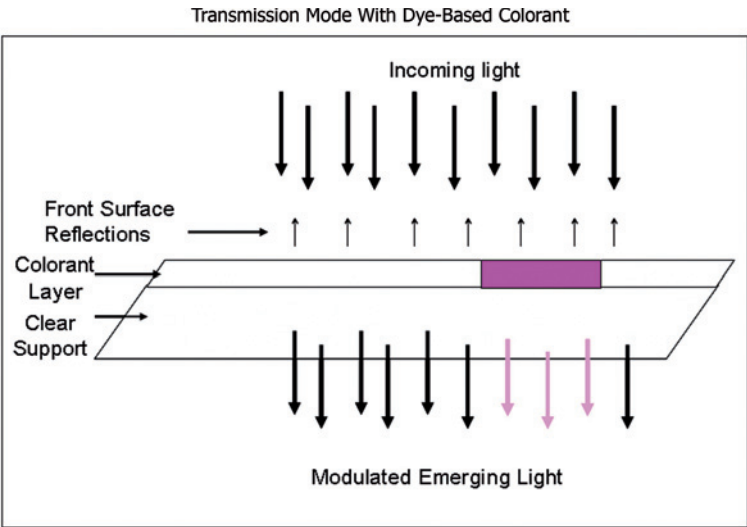 Transmission Mode With Dye-Based Colorant
Incoming light
Front Surface
Reflections
Colorant
Layer
Clear
Support
Modulated Emerging Light